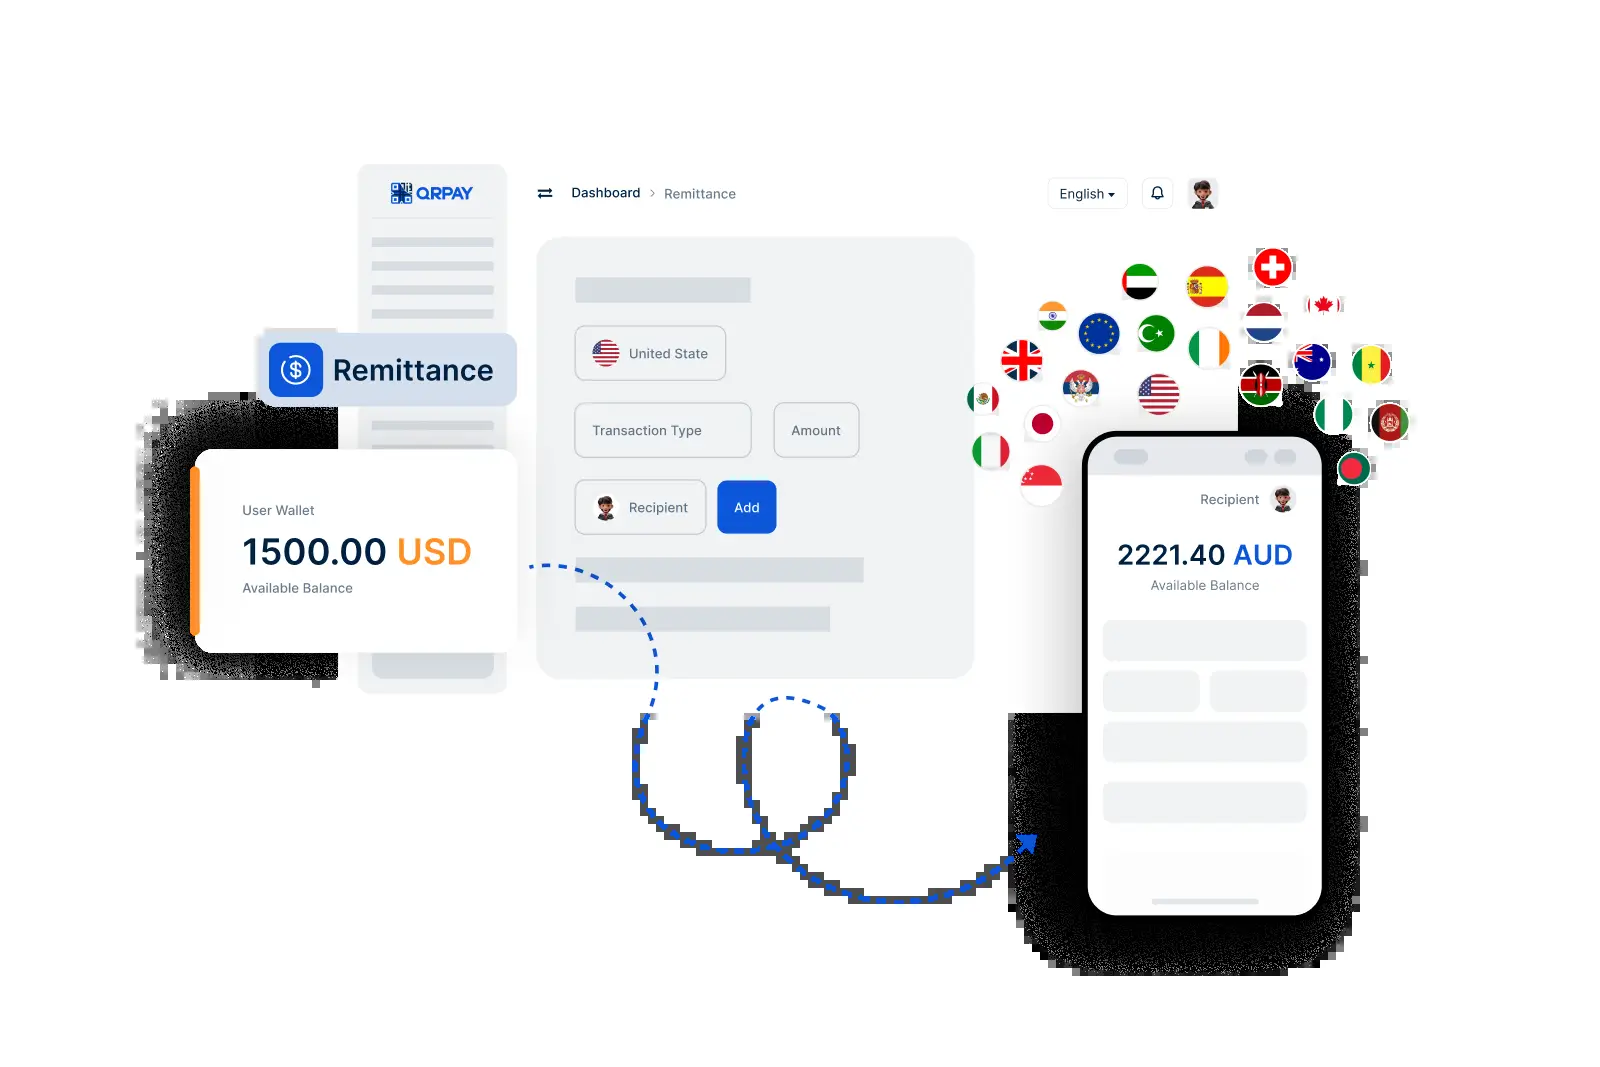 QRPAY
Dashboard > Remittance
English
Remittance
United State
Transaction Type
Amount
Recipient
Add
User Wallet
1500.00 USD
Available Balance
Recipient
2221.40 AUD
Available Balance